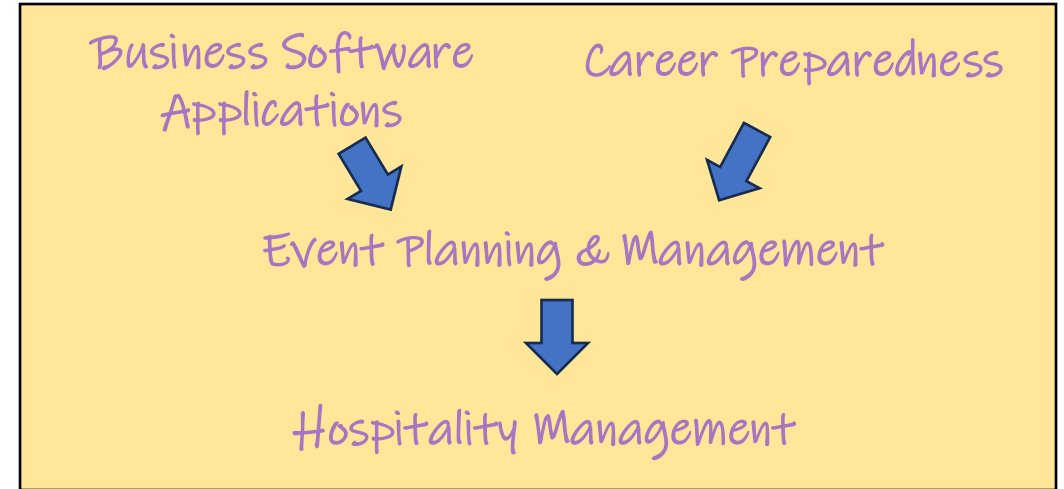 Business Software
Applications
Career Preparedness
Event Planning & Management
Hospitality Management